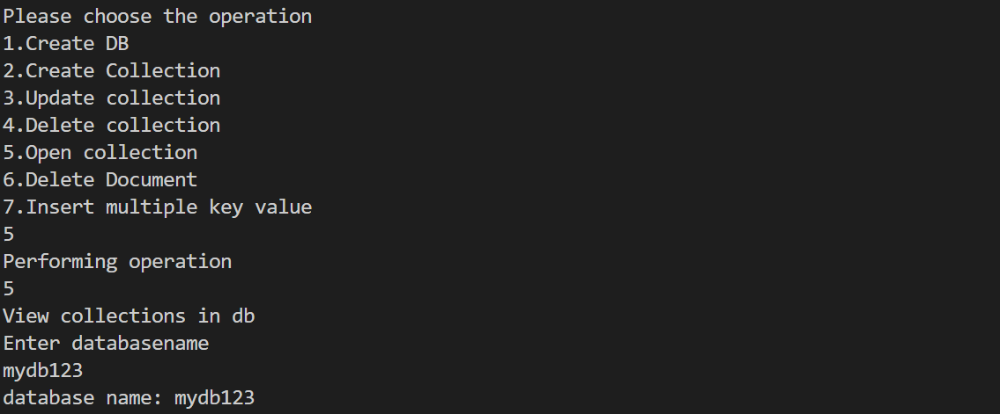 Please choose the operation
1.Create DB
2.Create Collection
3.Update collection
4.Delete collection
5.Open collection
6.Delete Document
7.Insert multiple key value
5
Performing operation
5
View collections in db
Enter databasename
mydb123
database name: mydb123